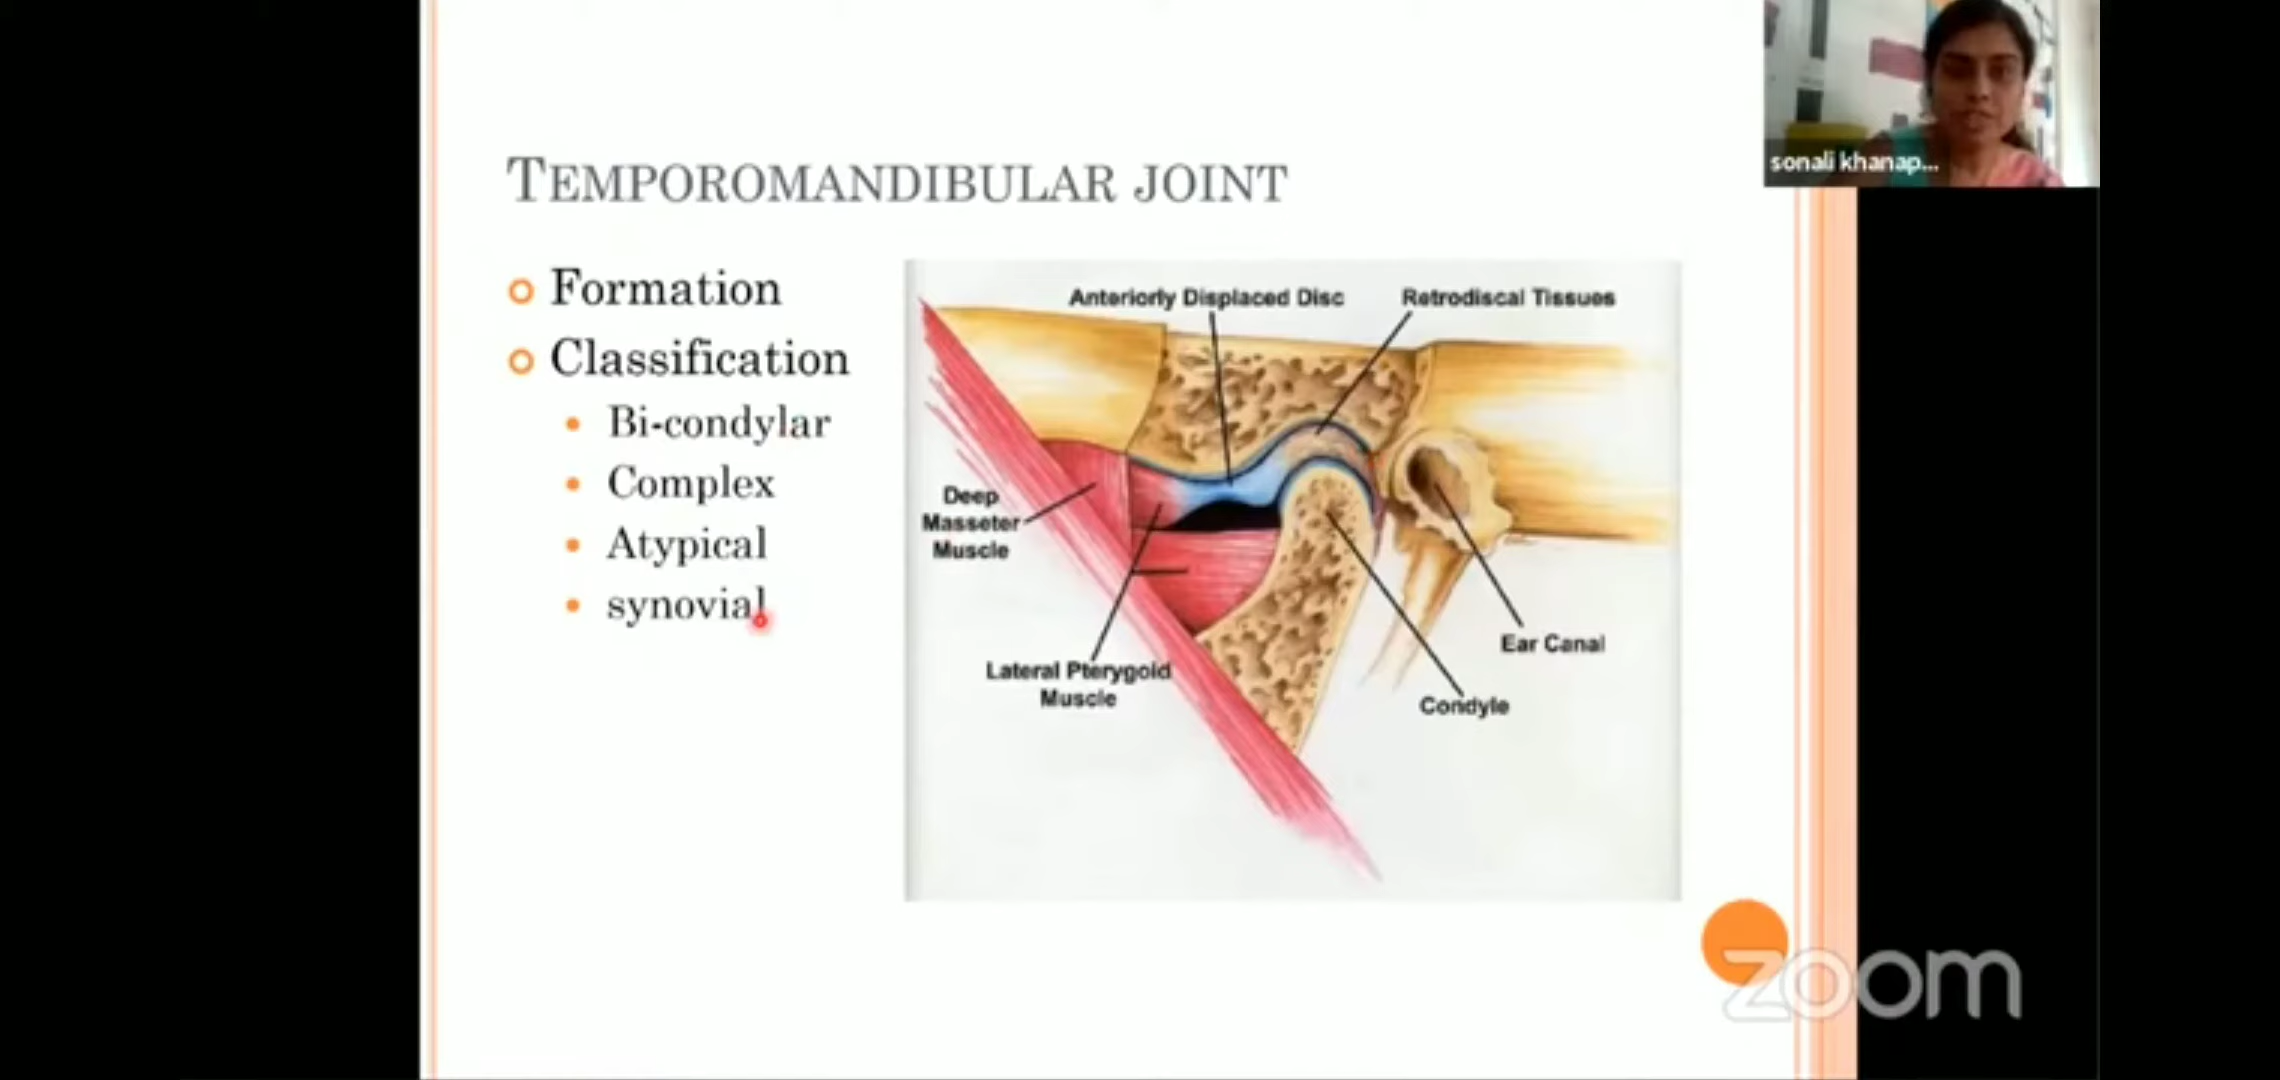 sonali khanap...
TEMPOROMANDIBULAR JOINT
Formation
Classification
Bi-condylar
Complex
Atypical
synovial
Anteriorly Displaced Disc
Retrodiscal Tissues
Deep
Masseter
Muscle
Lateral Pterygoid
Muscle
Ear Canal
Condyle
zoom